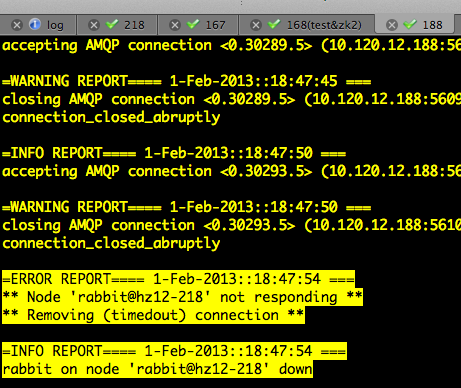 log
218
167
168(test&zk2)
188
accepting AMQP connection <0.30289.5> (10.120.12.188:56
=WARNING REPORT==== 1-Feb-2013::18:47:45 ===
closing AMQP connection <0.30289.5> (10.120.12.188:5609
connection_closed_abruptly
=INFO REPORT==== 1-Feb-2013::18:47:50 ===
accepting AMQP connection <0.30293.5> (10.120.12.188:56
=WARNING REPORT==== 1-Feb-2013::18:47:50 ===
closing AMQP connection <0.30293.5> (10.120.12.188:5610
connection_closed_abruptly
=ERROR REPORT==== 1-Feb-2013::18:47:54 ===
** Node 'rabbit@hz12-218' not responding **
** Removing (timedout) connection **
=INFO REPORT==== 1-Feb-2013::18:47:54 ===
rabbit on node 'rabbit@hz12-218' down